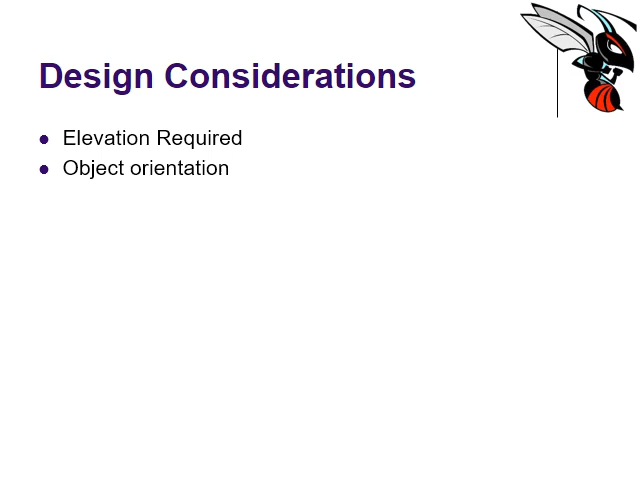 Design Considerations
Elevation Required
Object orientation